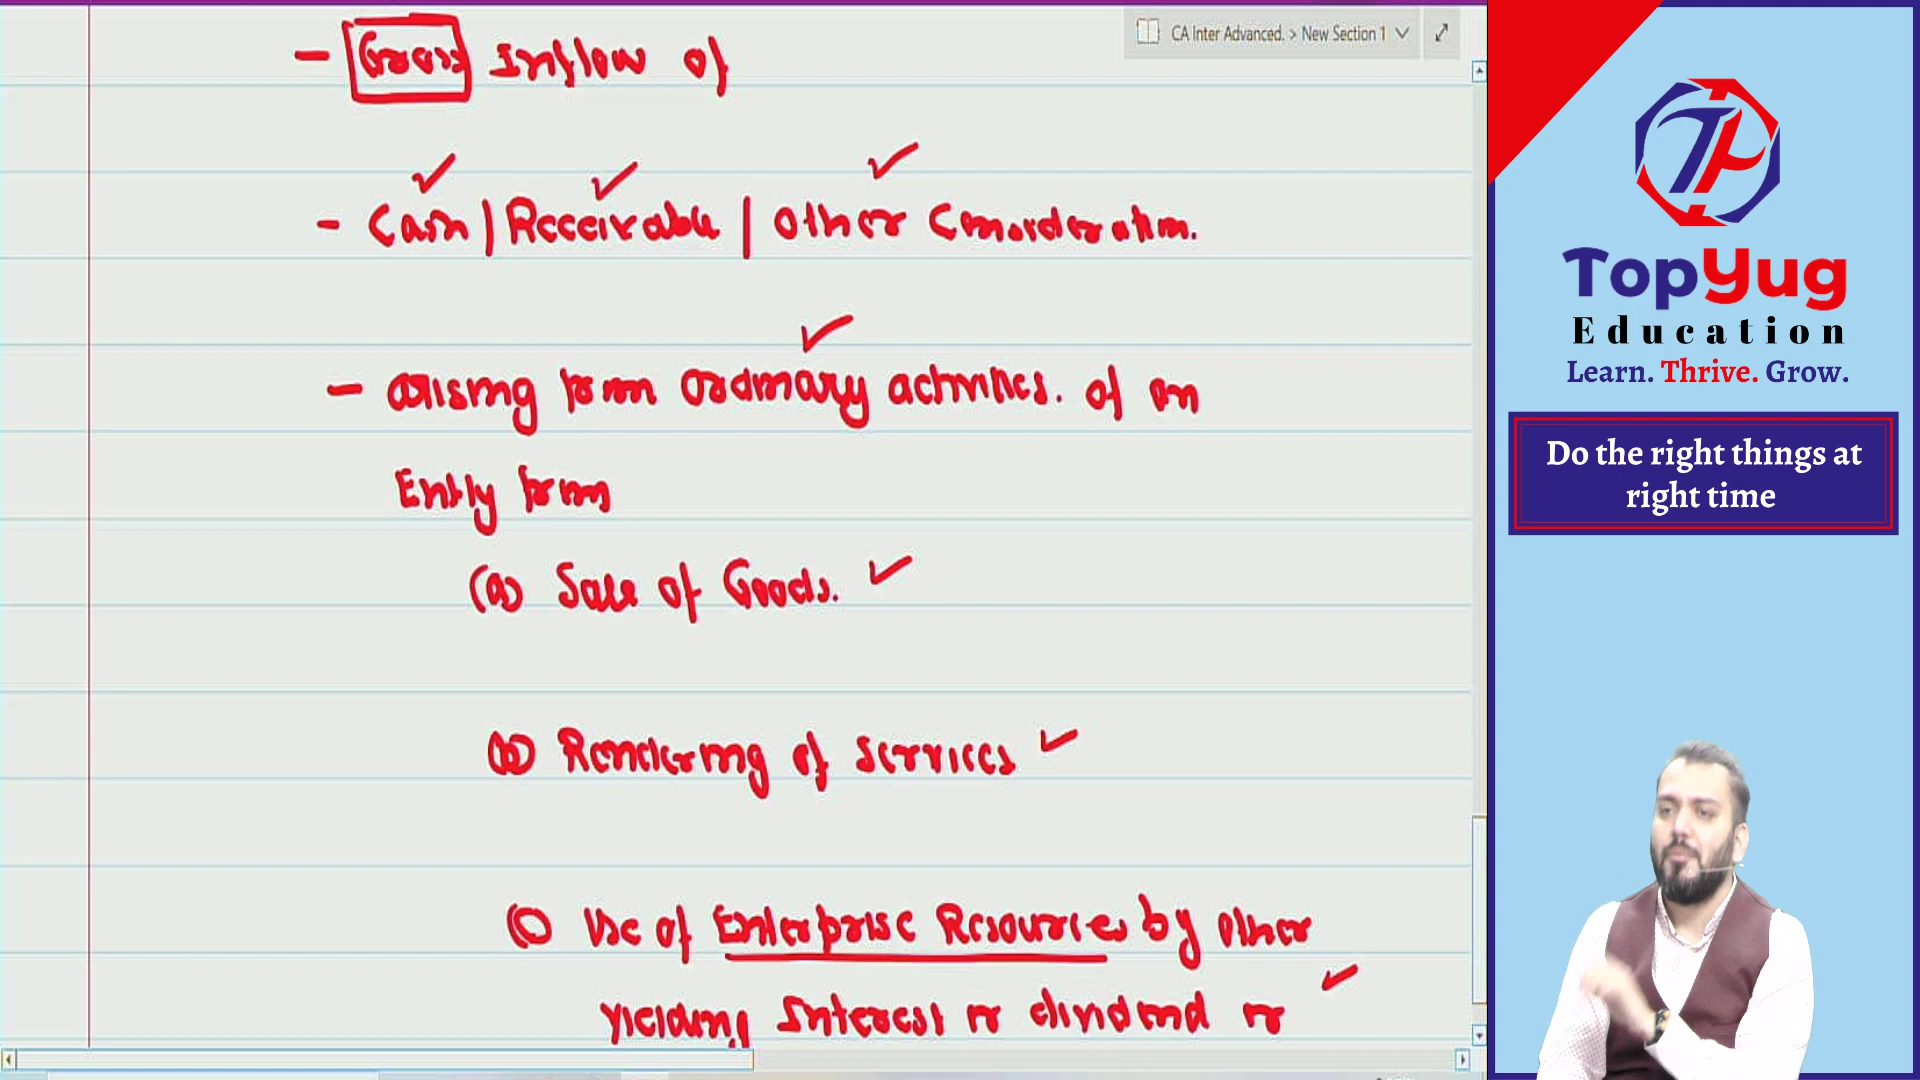 - Gross Inflow of
CA Inter Advanced. > New Section 1
- Cash | Receivable | Other Consideration.
- arising from ordinary activities. of an
Entity from
(a) Sale of Goods.
(b) Rendering of Services
(c) Use of Enterprise Resources by other
yielding Interest or dividend or
TopYug
Education
Learn. Thrive. Grow.
Do the right things at
right time